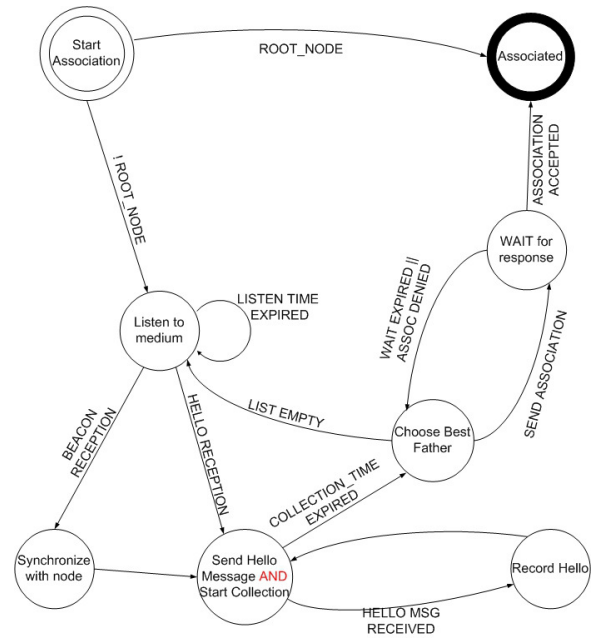 Start
Association
ROOT_NODE
Associated
! ROOT_NODE
ASSOCIATION
ACCEPTED
WAIT for
response
WAIT EXPIRED ||
ASSOC DENIED
SEND ASSOCIATION
LISTEN TIME
EXPIRED
Listen to
medium
LIST EMPTY
Choose Best
Father
BEACON
RECEPTION
HELLO RECEPTION
COLLECTION_TIME
EXPIRED
Synchronize
with node
Send Hello
Message AND
Start Collection
Record Hello
HELLO MSG
RECEIVED